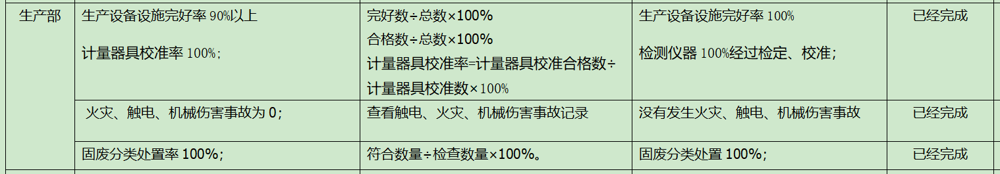 生产部
生产设备设施完好率 90%以上
计量器具校准率 100%;
完好数÷总数×100%
合格数÷总数×100%
计量器具校准率=计量器具校准合格数÷
计量器具校准数×100%
生产设备设施完好率 100%
检测仪器 100%经过检定、校准；
已经完成
火灾、触电、机械伤害事故为 0；
查看触电、火灾、机械伤害事故记录
没有发生火灾、触电、机械伤害事故
已经完成
固废分类处置率 100%；
符合数量÷检查数量×100%。
固废分类处置 100%；
已经完成